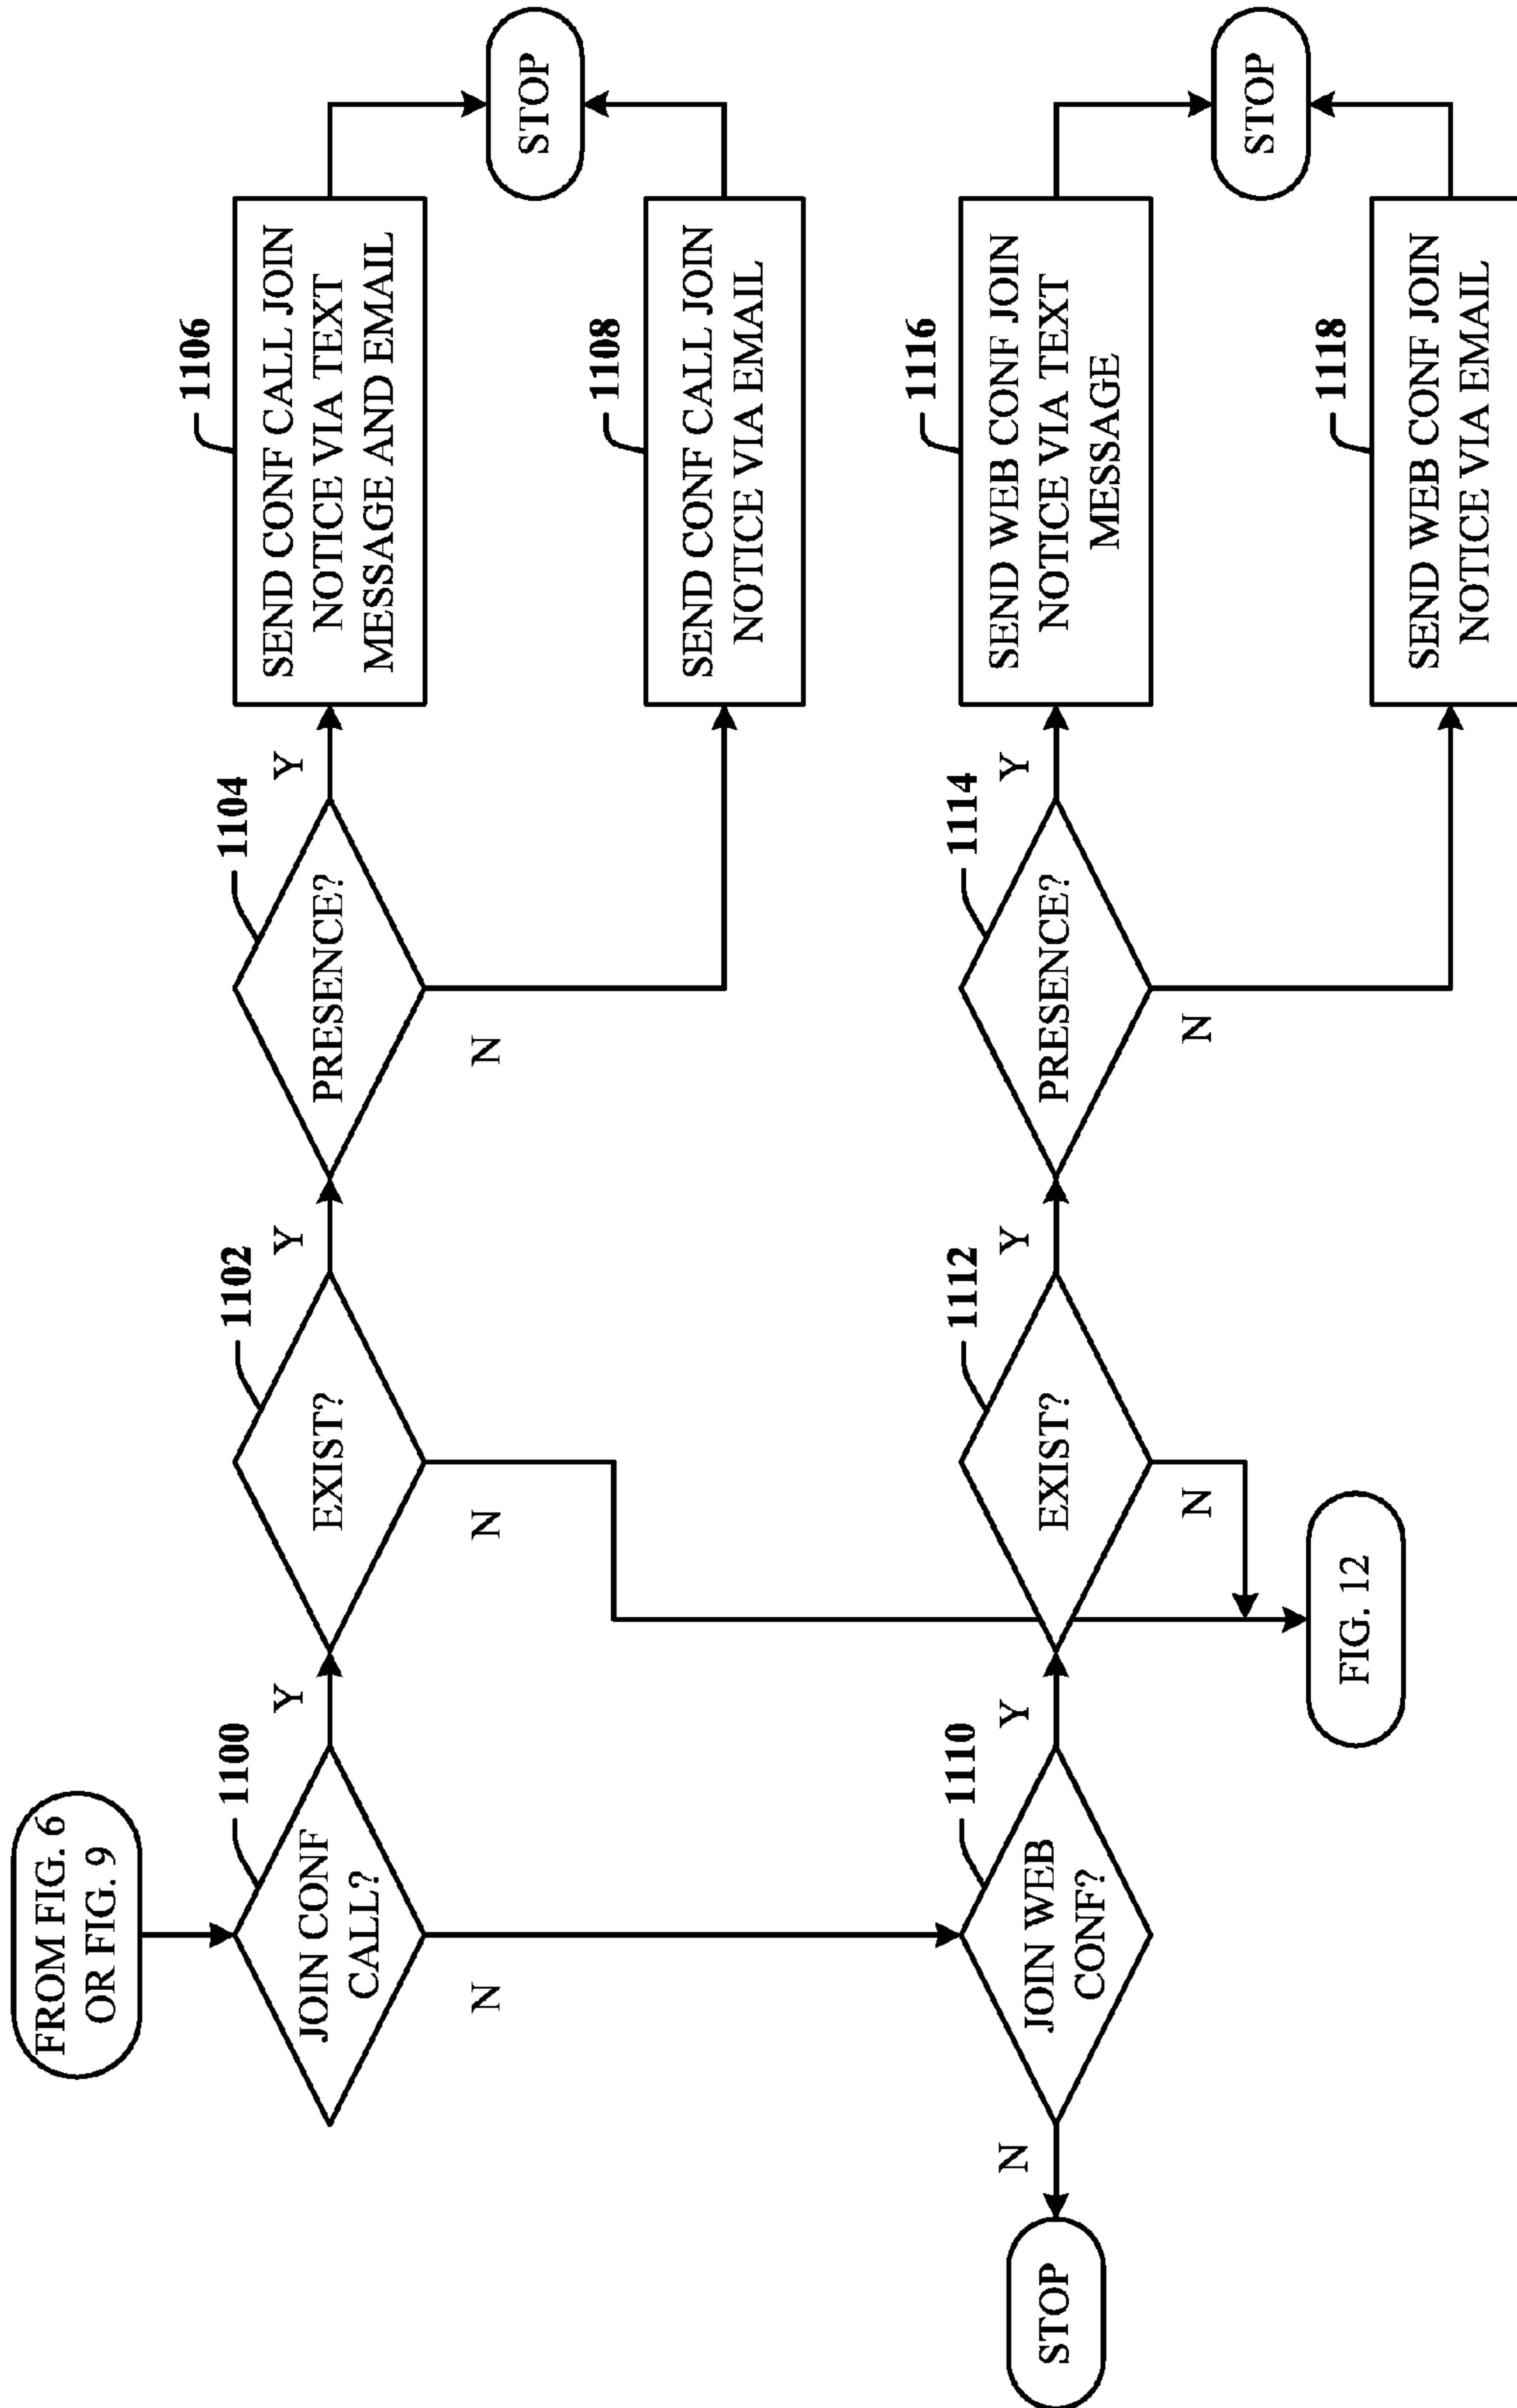 FROM FIG. 6
OR FIG. 9
1100
JOIN CONF
CALL?
Y
N
1102
EXIST?
Y
N
1104
PRESENCE?
Y
N
1106
SEND CONF CALL JOIN
NOTICE VIA TEXT
MESSAGE AND EMAIL
1108
SEND CONF CALL JOIN
NOTICE VIA EMAIL
STOP
1110
JOIN WEB
CONF?
N
STOP
Y
1112
EXIST?
Y
N
FIG. 12
1114
PRESENCE?
Y
N
1116
SEND WEB CONF JOIN
NOTICE VIA TEXT
MESSAGE
1118
SEND WEB CONF JOIN
NOTICE VIA EMAIL
STOP